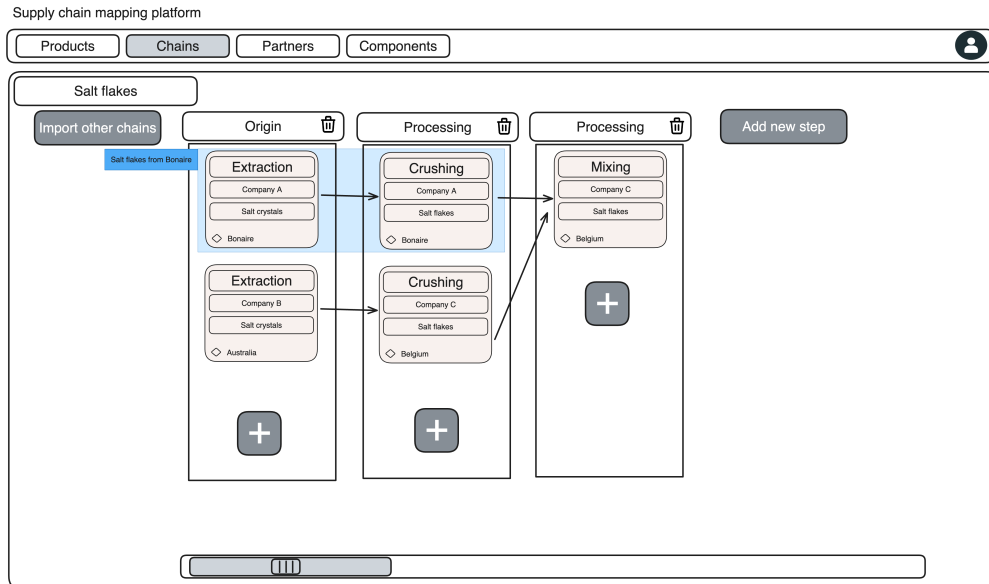 Supply chain mapping platform
Products
Chains
Partners
Components
Salt flakes
Import other chains
Origin
Processing
Processing
Add new step
Salt flakes from Bonaire
Extraction
Company A
Salt crystals
Bonaire
Crushing
Company A
Salt flakes
Bonaire
Mixing
Company C
Salt flakes
Belgium
Extraction
Company B
Salt crystals
Australia
Crushing
Company C
Salt flakes
Belgium